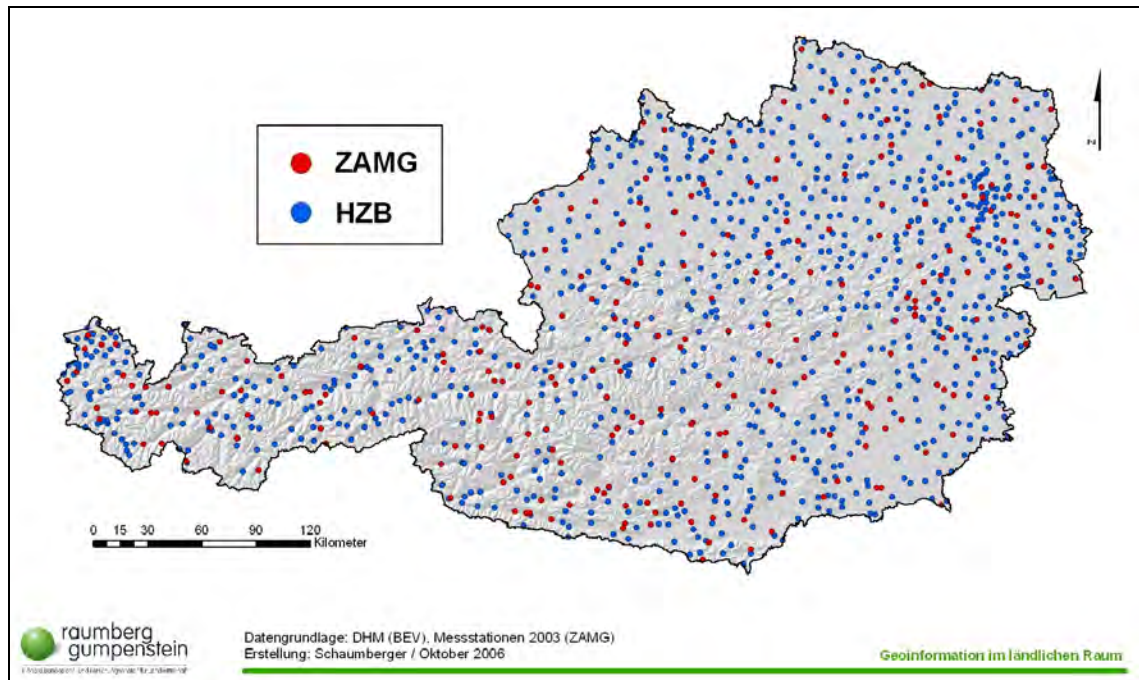 ZAMG
HZB
N
0 15 30 60 90 120
Kilometer
raumberg
gumpenstein
Datengrundlage: DHM (BEV), Messstationen 2003 (ZAMG)
Erstellung: Schaumberger / Oktober 2006
Geoinformation im ländlichen Raum